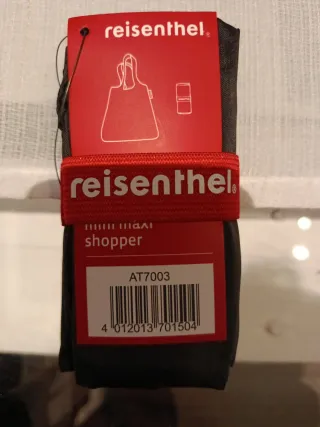 reisenthel®
reisenthel®
mini maxi
shopper
AT7003
4 012013 701504